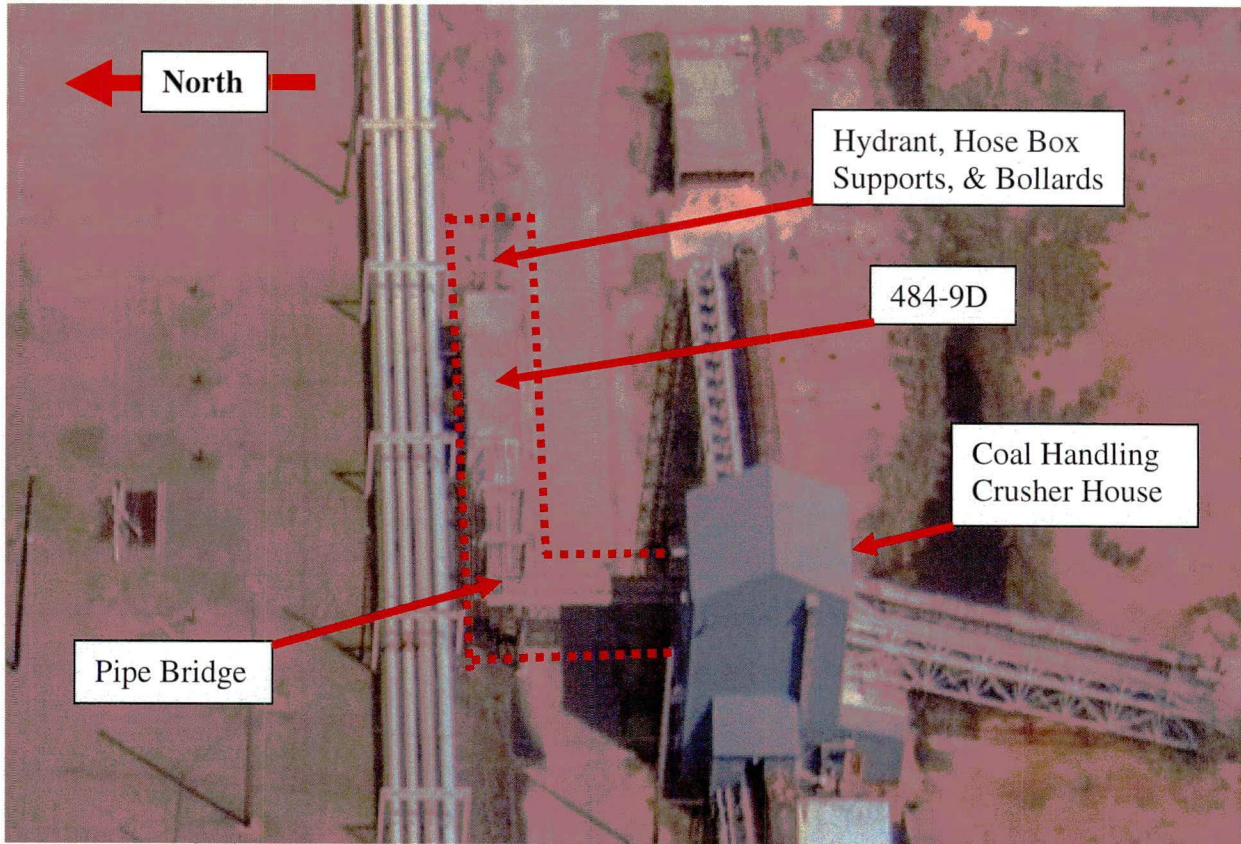 North
Hydrant, Hose Box
Supports, & Bollards
484-9D
Coal Handling
Crusher House
Pipe Bridge